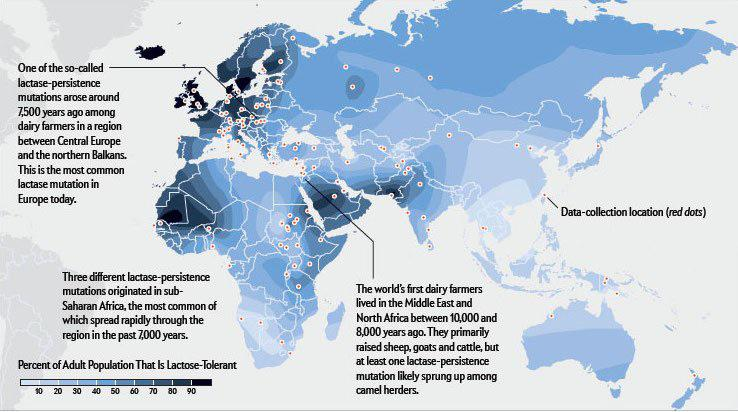 One of the so-called
lactase-persistence
mutations arose around
7,500 years ago among
dairy farmers in a region
between Central Europe
and the northern Balkans.
This is the most common
lactase mutation in
Europe today.
Data-collection location (red dots)
Three different lactase-persistence
mutations originated in sub-
Saharan Africa, the most common of
which spread rapidly through the
region in the past 7,000 years.
The world's first dairy farmers
lived in the Middle East and
North Africa between 10,000 and
8,000 years ago. They primarily
raised sheep, goats and cattle, but
at least one lactase-persistence
mutation likely sprung up among
camel herders.
Percent of Adult Population That Is Lactose-Tolerant
10 20 30 40 50 60 70 80 90